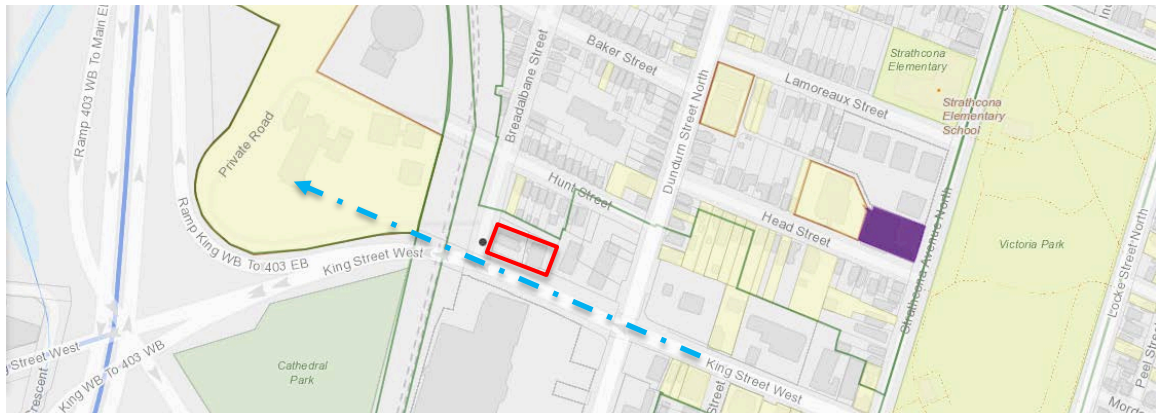 Ramp 403 WB To Main EB
Private Road
Ramp King WB To 403 EB
King Street West
King Street West
King WB To 403 WB
Crescent
Cathedral
Park
Breadalbane Street
Baker Street
Hunt Street
Dundurn Street North
Lamoreaux Street
Head Street
King Street West
Street
Strathcona
Elementary
Strathcona
Elementary
School
Strathcona Avenue North
Victoria Park
Locke Street North
Peel Street